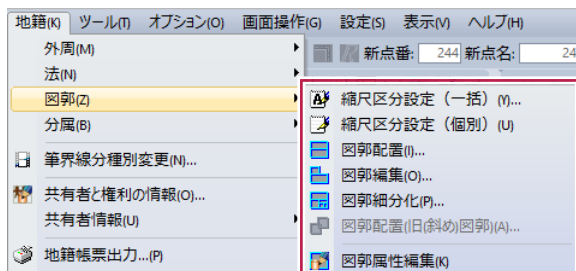 地籍(K) ツール(T) オプション(O) 画面操作(G) 設定(S) 表示(V) ヘルプ(H)
新点番: 244 新点名: 24
外周(M)
法(N)
図郭(Z)
分属(B)
筆界線分種別変更(N)...
共有者と権利の情報(O)...
共有者情報(U)
地籍帳票出力...(P)
縮尺区分設定（一括）(Y)...
縮尺区分設定（個別）(U)
図郭配置(I)...
図郭編集(O)...
図郭細分化(P)...
図郭配置(旧(斜め)図郭)(A)...
図郭属性編集(K)